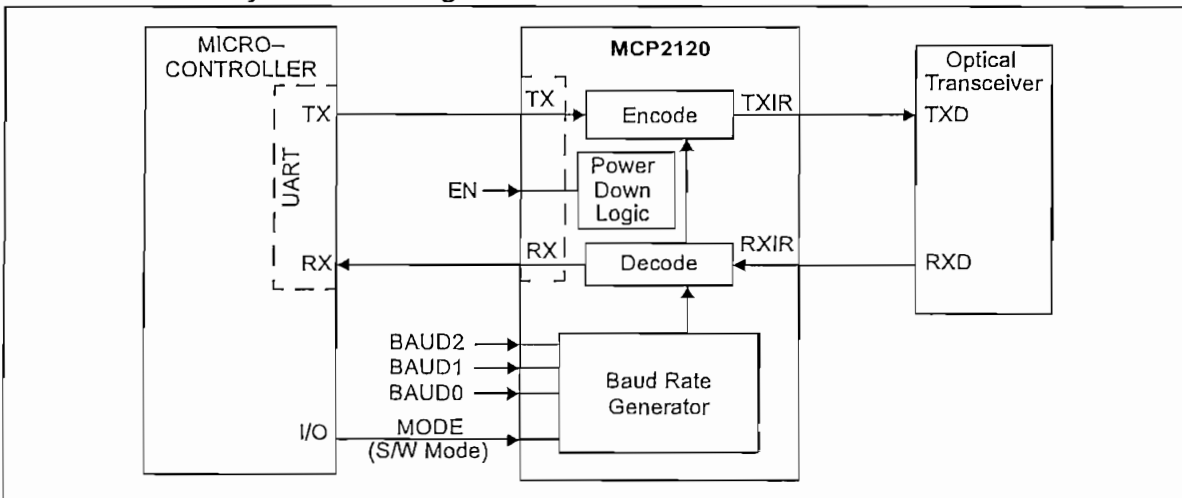 MICRO–
CONTROLLER
TX
UART
RX
I/O
EN
BAUD2
BAUD1
BAUD0
MODE
(S/W Mode)
MCP2120
TX
Encode
TXIR
Power
Down
Logic
RX
Decode
RXIR
Baud Rate
Generator
Optical
Transceiver
TXD
RXD